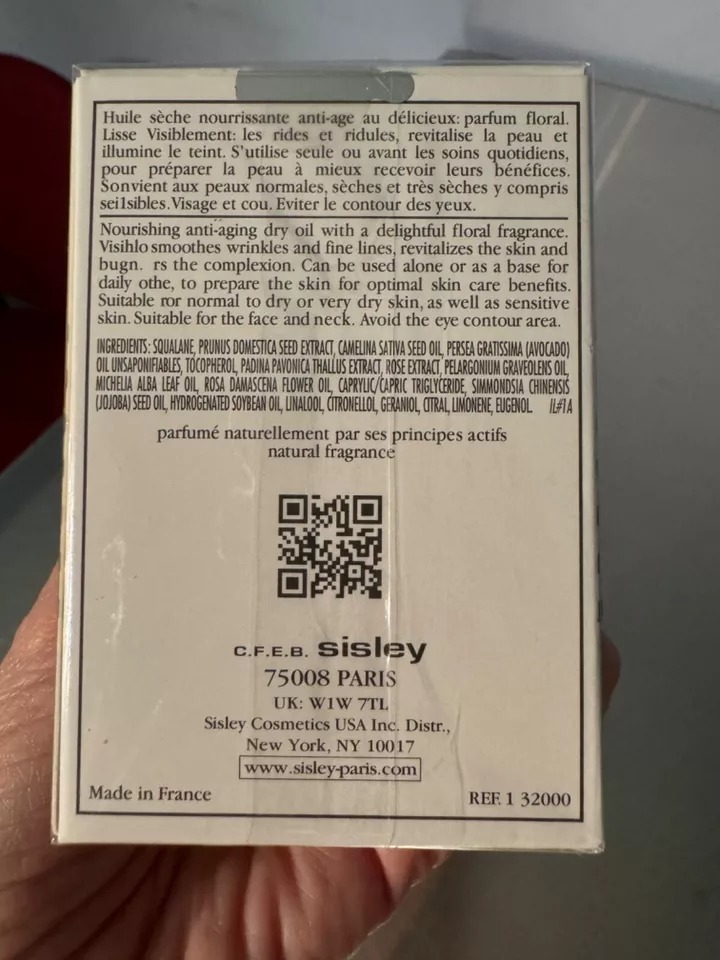 Huile sèche nourrissante anti-age au délicieux: parfum floral.
Lisse Visiblement: les rides et ridules, revitalise la peau et
illumine le teint. S'utilise seule ou avant les soins quotidiens,
pour préparer la peau à mieux recevoir leurs bénéfices.
Sonvient aux peaux normales, sèches et très sèches y compris
sei1sibles. Visage et cou. Eviter le contour des yeux.
Nourishing anti-aging dry oil with a delightful floral fragrance.
Visihlo smoothes wrinkles and fine lines, revitalizes the skin and
bugn. rs the complexion. Can be used alone or as a base for
daily othe, to prepare the skin for optimal skin care benefits.
Suitable ror normal to dry or very dry skin, as well as sensitive
skin. Suitable for the face and neck. Avoid the eye contour area.
INGREDIENTS: SQUALANE, PRUNUS DOMESTICA SEED EXTRACT, CAMELINA SATIVA SEED OIL, PERSEA GRATISSIMA (AVOCADO)
OIL UNSAPONIFIABLES, TOCOPHEROL, PADINA PAVONICA THALLUS EXTRACT, ROSE EXTRACT, PELARGONIUM GRAVEOLENS OIL,
MICHELIA ALBA LEAF OIL, ROSA DAMASCENA FLOWER OIL, CAPRYLIC/CAPRIC TRIGLYCERIDE, SIMMONDSIA CHINENSIS
(JOJOBA) SEED OIL, HYDROGENATED SOYBEAN OIL, LINALOOL, CITRONELLOL, GERANIOL, CITRAL, LIMONENE, EUGENOL. IL#1A
parfumé naturellement par ses principes actifs
natural fragrance
C.F.E.B. sisley
75008 PARIS
UK: W1W 7TL
Sisley Cosmetics USA Inc. Distr.,
New York, NY 10017
www.sisley-paris.com
Made in France REF. 1 32000